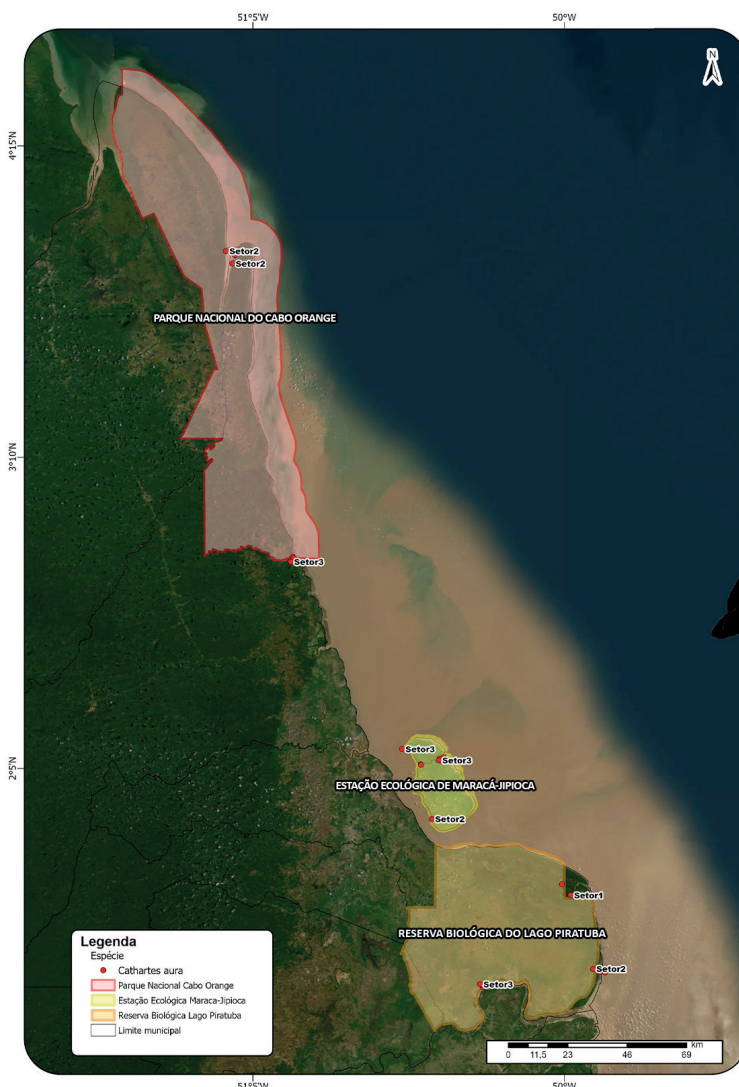 51°5'W
50°W
N
4°15'N
Setor2
Setor2
PARQUE NACIONAL DO CABO ORANGE
3°10'N
Setor3
2°5'N
Setor3
Setor3
ESTAÇÃO ECOLÓGICA DE MARACÁ-JIPIOCA
Setor2
Setor1
RESERVA BIOLÓGICA DO LAGO PIRATUBA
Setor2
Setor3
Legenda
Espécie
Cathartes aura
Parque Nacional Cabo Orange
Estação Ecológica Maraca-Jipioca
Reserva Biológica Lago Piratuba
Limite municipal
km
0 11,5 23 46 69
51°5'W
50°W